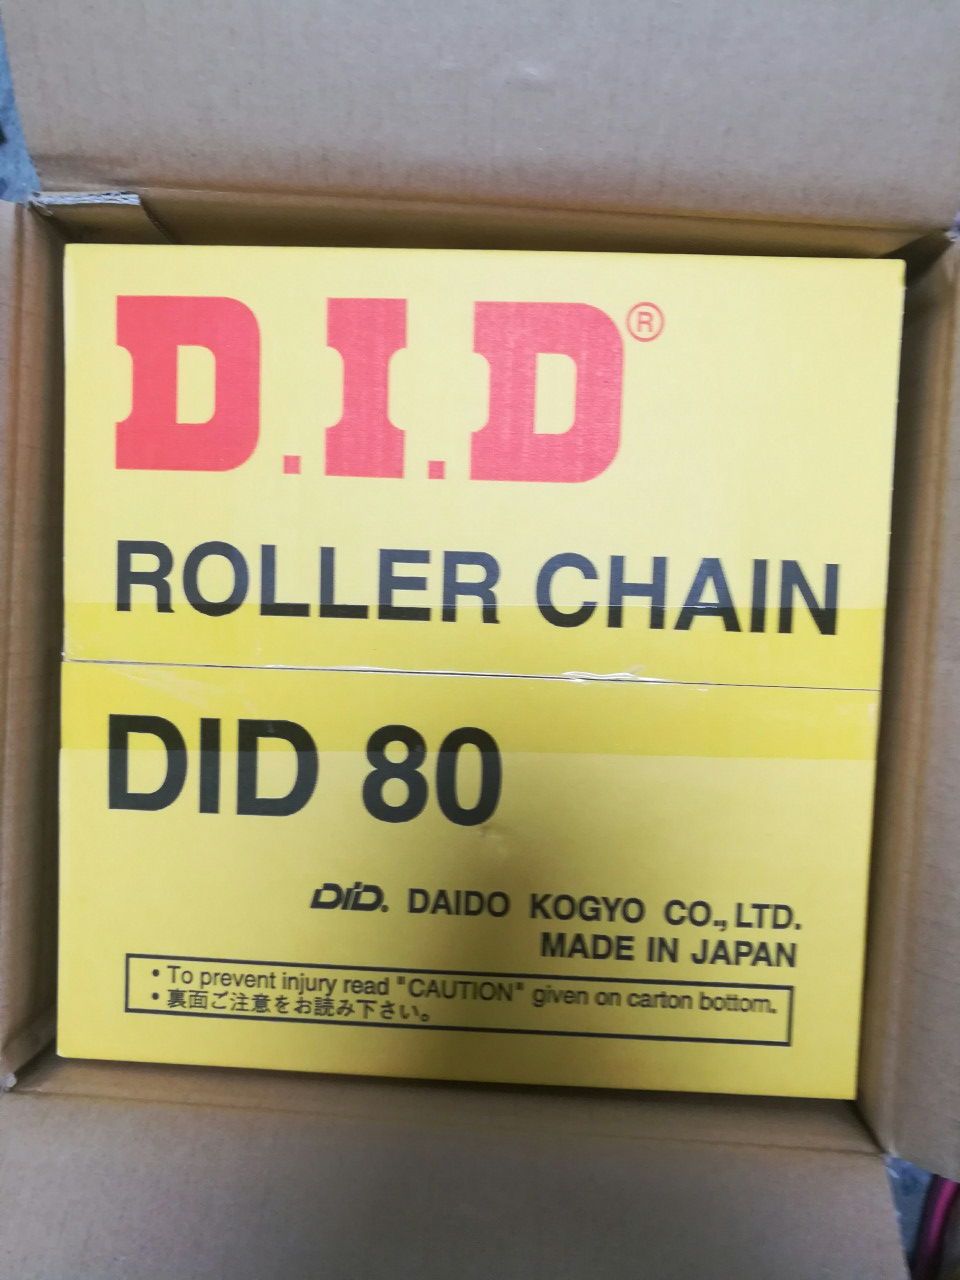 D.I.D®
ROLLER CHAIN
DID 80
DID. DAIDO KOGYO CO., LTD.
MADE IN JAPAN
• To prevent injury read "CAUTION" given on carton bottom.
•裏面ご注意をお読み下さい。